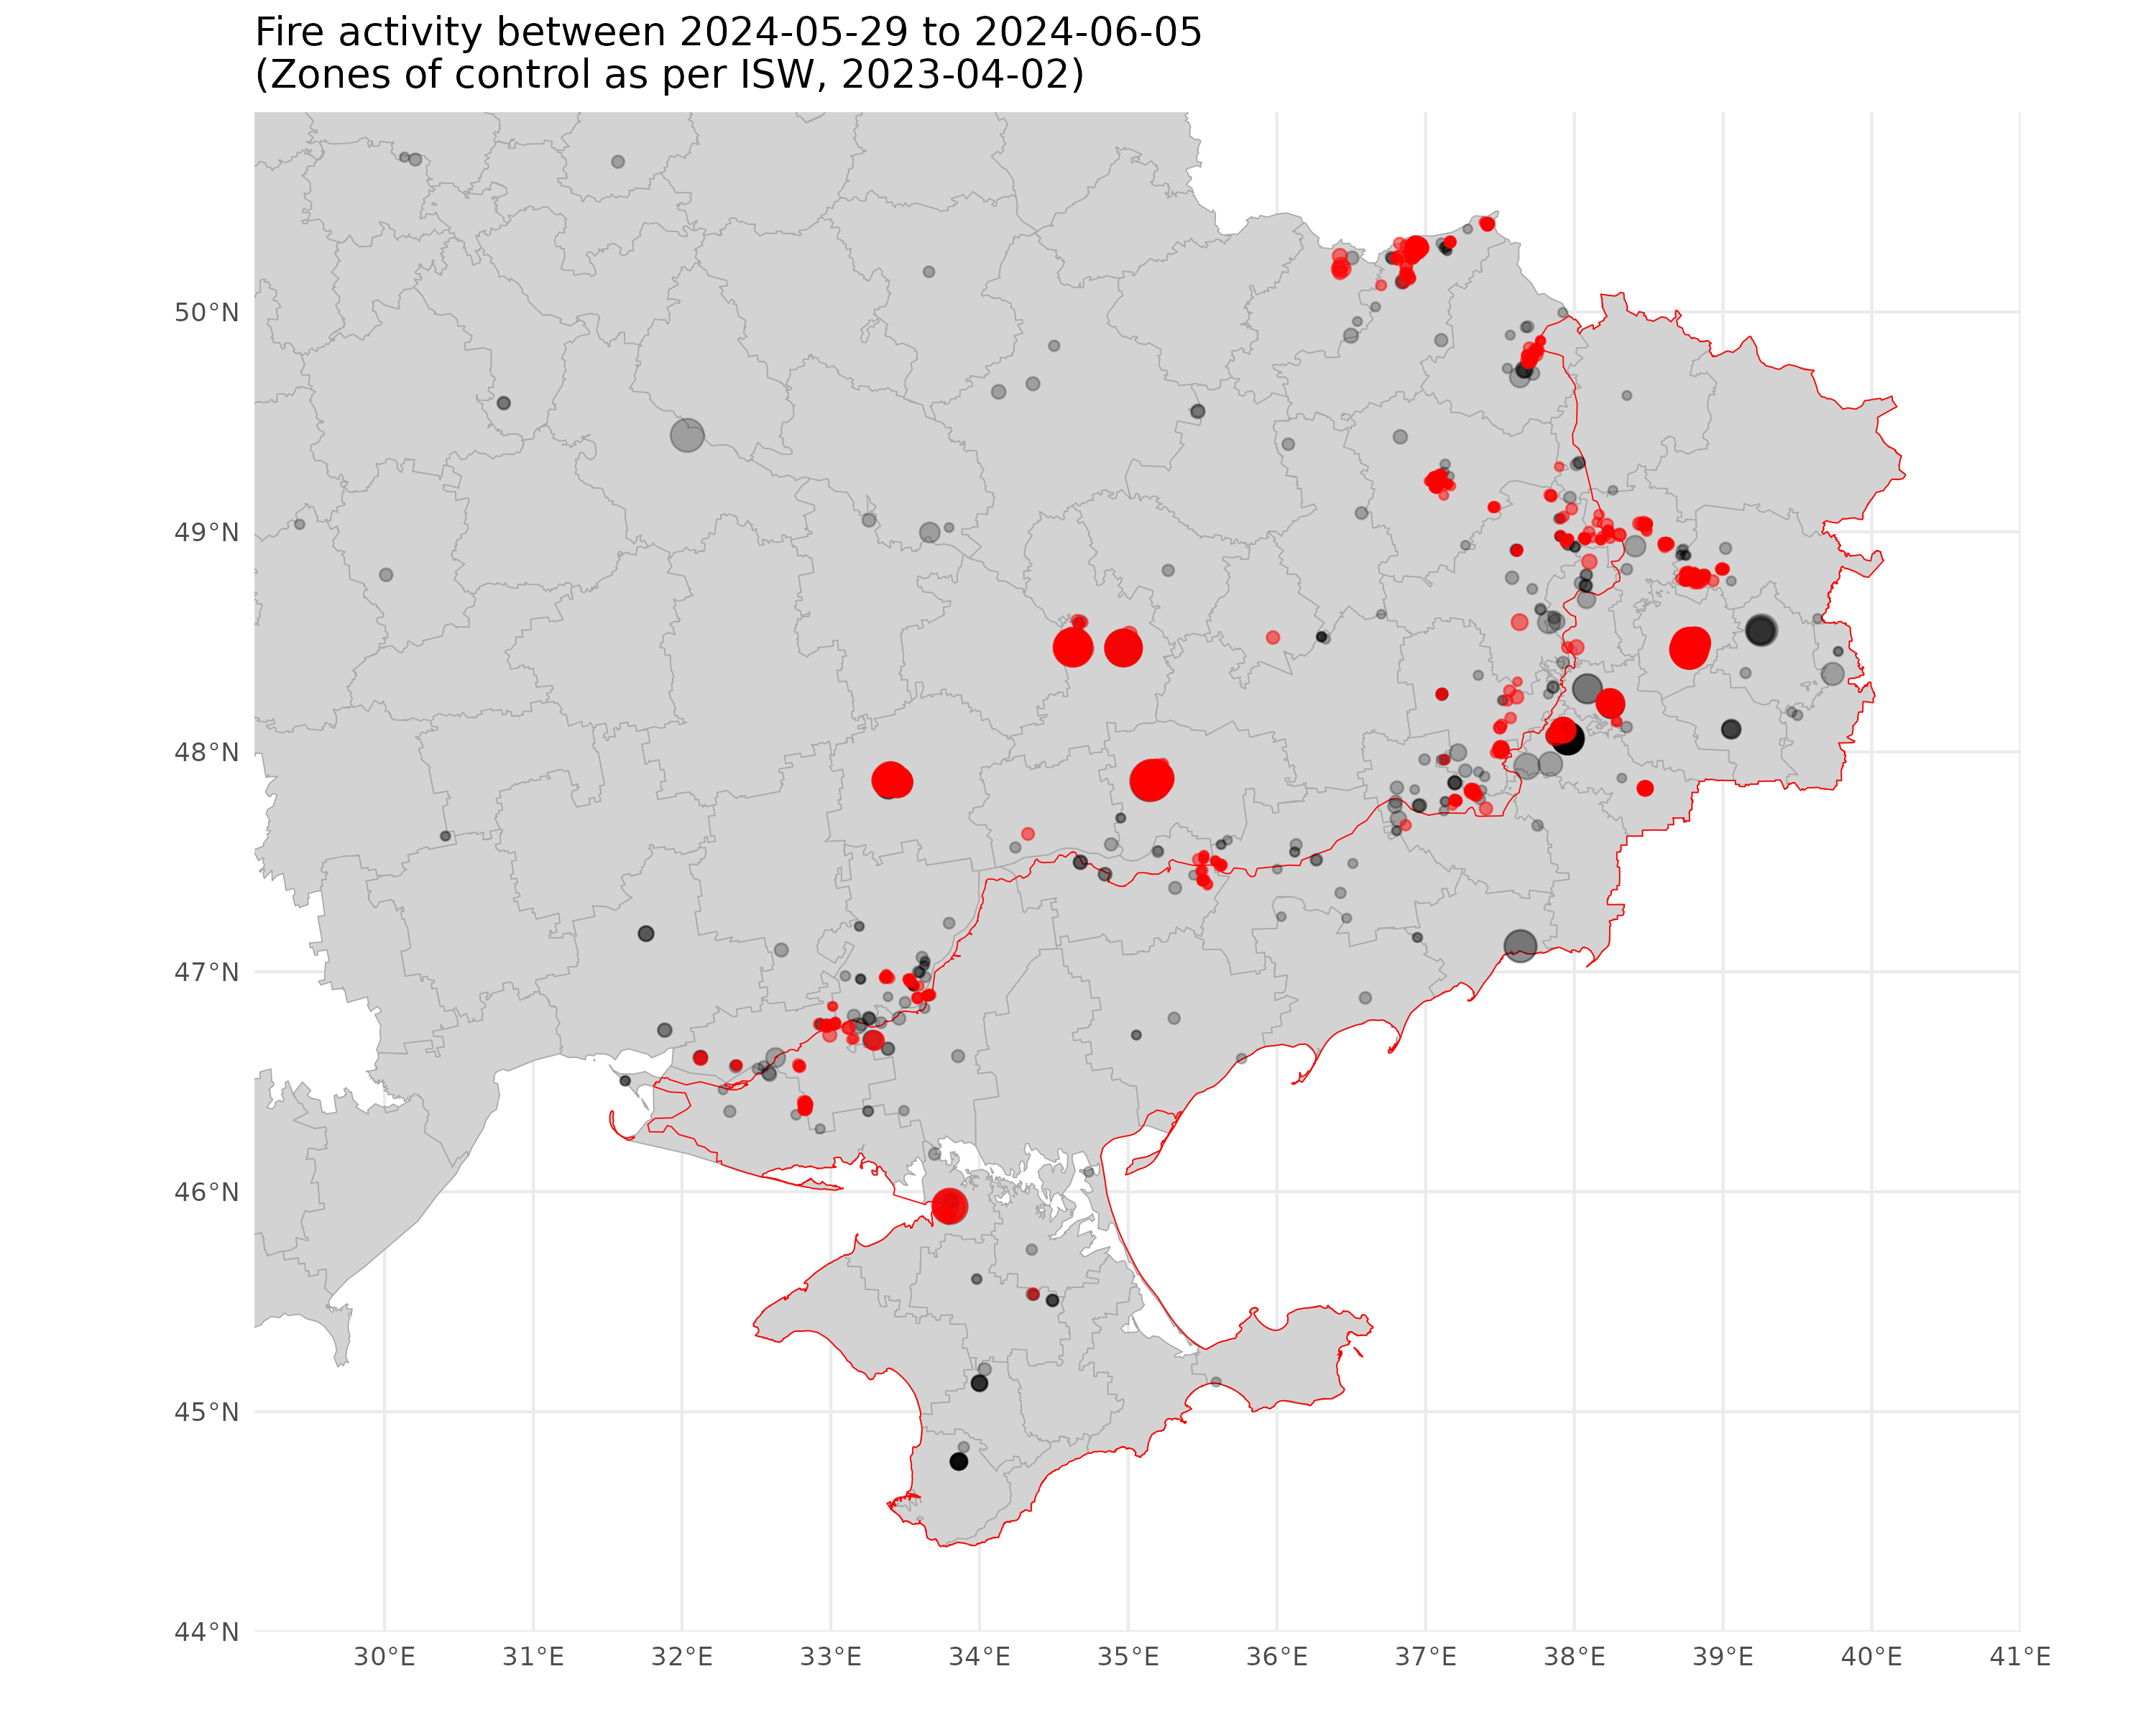 Fire activity between 2024-05-29 to 2024-06-05
(Zones of control as per ISW, 2023-04-02)
50°N
49°N
48°N
47°N
46°N
45°N
44°N
30°E 31°E 32°E 33°E 34°E 35°E 36°E 37°E 38°E 39°E 40°E 41°E